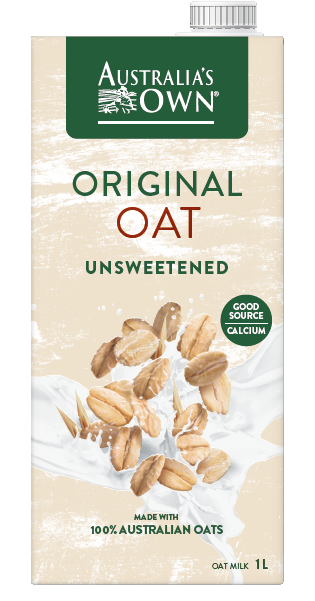 AUSTRALIA'S
OWN®
ORIGINAL
OAT
UNSWEETENED
GOOD
SOURCE
CALCIUM
MADE WITH
100% AUSTRALIAN OATS
OAT MILK 1L